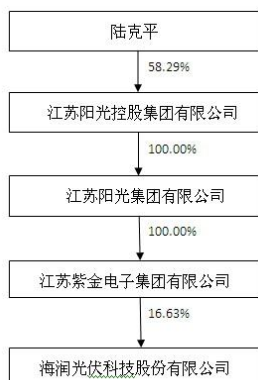 陆克平
58.29%
江苏阳光控股集团有限公司
100.00%
江苏阳光集团有限公司
100.00%
江苏紫金电子集团有限公司
16.63%
海润光伏科技股份有限公司